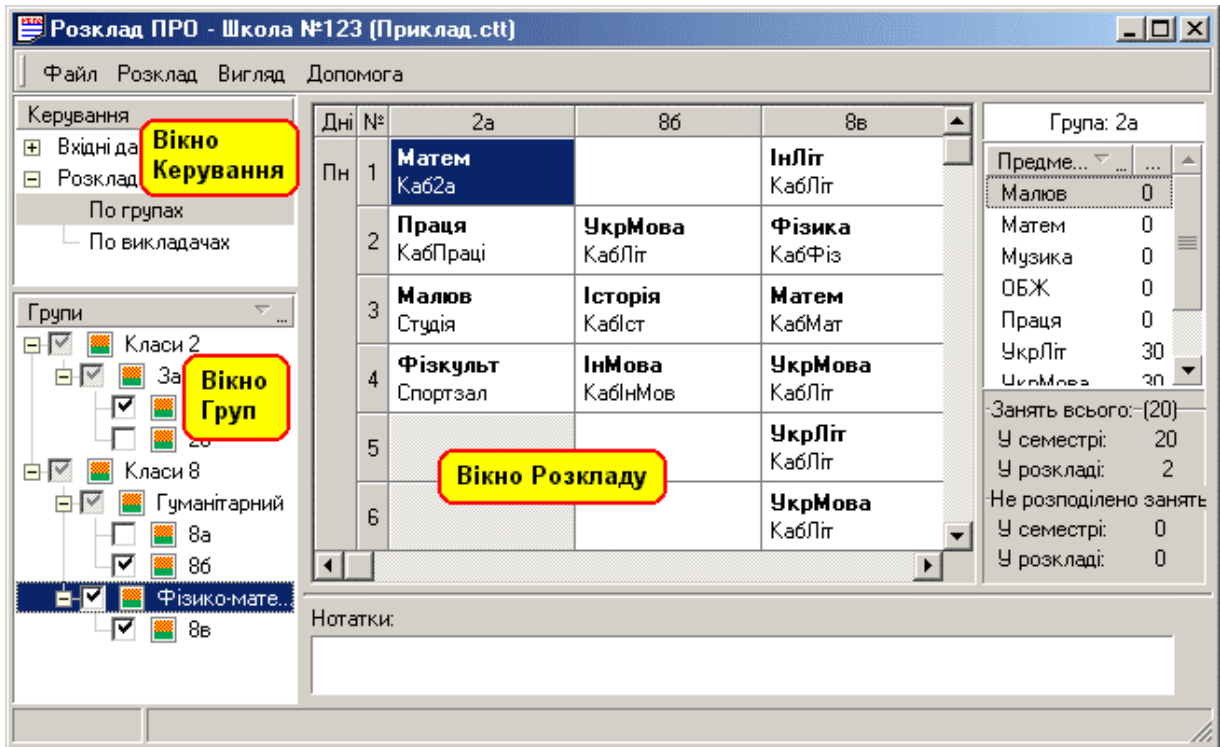 Розклад ПРО - Школа №123 (Приклад.ctt)
Файл Розклад Вигляд Допомога
Керування
Вхідні да
Розклад
По групах
По викладачах
Вікно
Керування
Групи ...
Класи 2
За
Класи 8
Гуманітарний
8а
8б
Фізико-мате...
8в
Вікно
Груп
Дні № 2а 8б 8в
Пн 1 Матем ІнЛіт
Каб2а КабЛіт
2 Праця УкрМова Фізика
КабПраці КабЛіт КабФіз
3 Малюв Історія Матем
Студія КабІст КабМат
4 Фізкульт ІнМова УкрМова
Спортзал КабІнМов КабЛіт
5 УкрЛіт
КабЛіт
6 УкрМова
КабЛіт
Вікно Розкладу
Група: 2а
Предме... ... ...
Малюв 0
Матем 0
Музика 0
ОБЖ 0
Праця 0
УкрЛіт 30
УкрМова 30
Занять всього: (20)
У семестрі: 20
У розкладі: 2
Не розподілено занять
У семестрі: 0
У розкладі: 0
Нотатки: